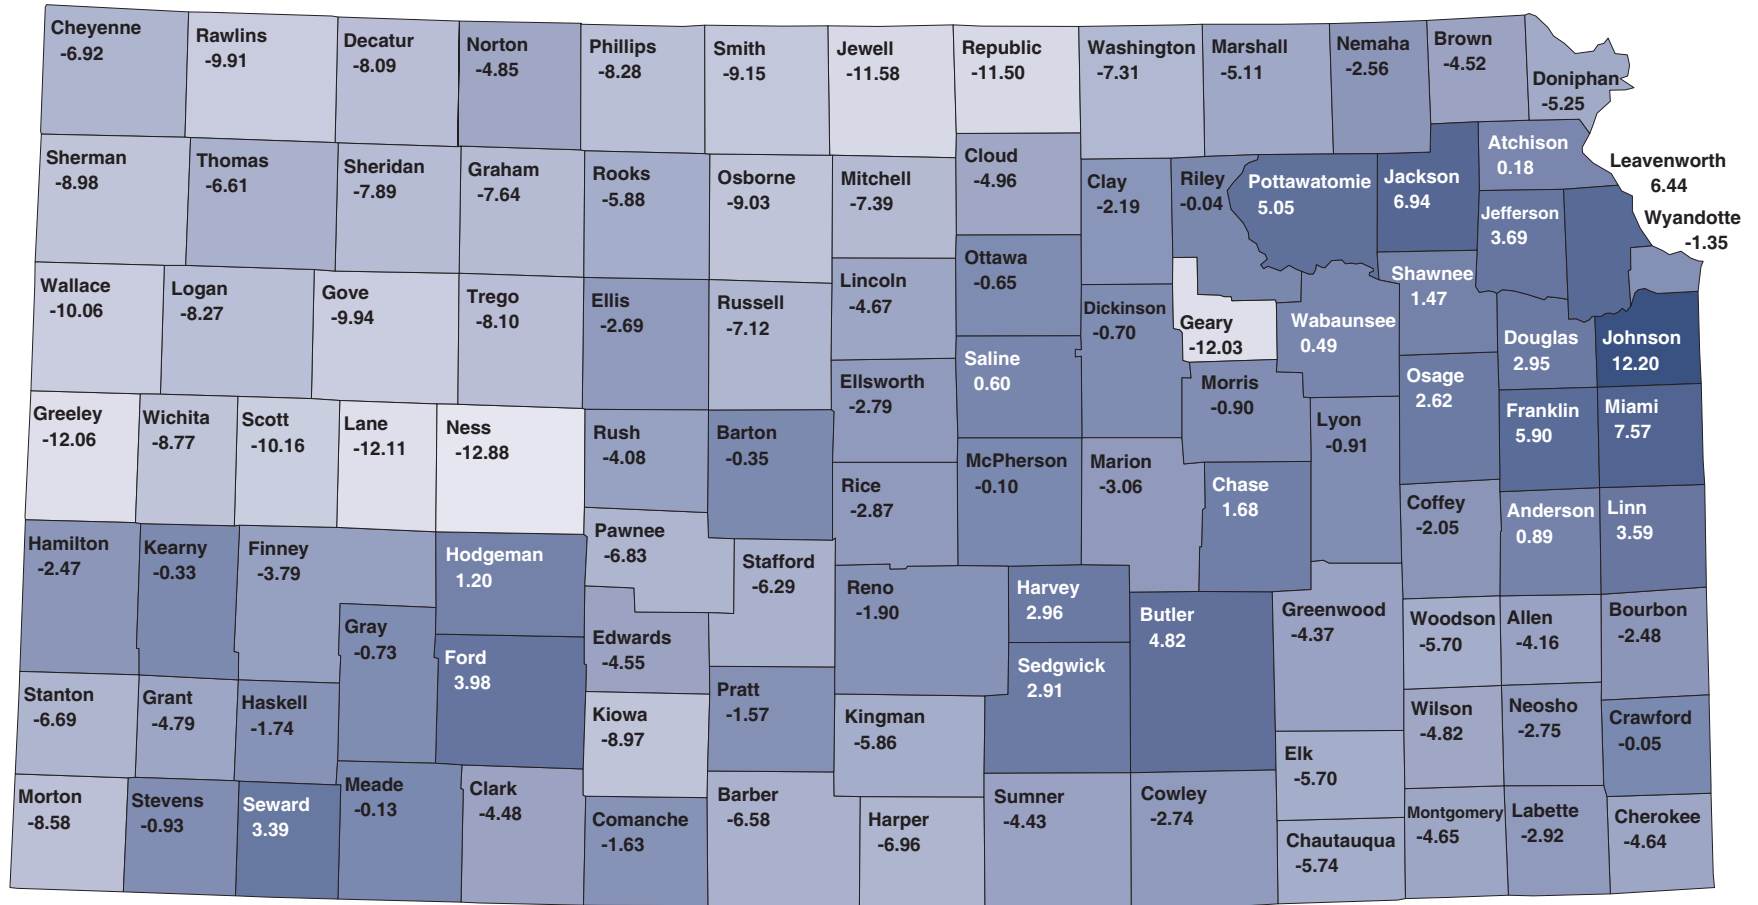 Cheyenne
-6.92
Rawlins
-9.91
Decatur
-8.09
Norton
-4.85
Phillips
-8.28
Smith
-9.15
Jewell
-11.58
Republic
-11.50
Washington
-7.31
Marshall
-5.11
Nemaha
-2.56
Brown
-4.52
Doniphan
-5.25
Sherman
-8.98
Thomas
-6.61
Sheridan
-7.89
Graham
-7.64
Rooks
-5.88
Osborne
-9.03
Mitchell
-7.39
Cloud
-4.96
Clay
-2.19
Riley
-0.04
Pottawatomie
5.05
Jackson
6.94
Atchison
0.18
Leavenworth
6.44
Jefferson
3.69
Wyandotte
-1.35
Wallace
-10.06
Logan
-8.27
Gove
-9.94
Trego
-8.10
Ellis
-2.69
Russell
-7.12
Lincoln
-4.67
Ottawa
-0.65
Dickinson
-0.70
Geary
-12.03
Wabaunsee
0.49
Shawnee
1.47
Douglas
2.95
Johnson
12.20
Greeley
-12.06
Wichita
-8.77
Scott
-10.16
Lane
-12.11
Ness
-12.88
Rush
-4.08
Barton
-0.35
Ellsworth
-2.79
Saline
0.60
Morris
-0.90
Lyon
-0.91
Osage
2.62
Franklin
5.90
Miami
7.57
Rice
-2.87
McPherson
-0.10
Marion
-3.06
Chase
1.68
Coffey
-2.05
Anderson
0.89
Linn
3.59
Hamilton
-2.47
Kearny
-0.33
Finney
-3.79
Hodgeman
1.20
Pawnee
-6.83
Stafford
-6.29
Reno
-1.90
Harvey
2.96
Butler
4.82
Greenwood
-4.37
Woodson
-5.70
Allen
-4.16
Bourbon
-2.48
Gray
-0.73
Ford
3.98
Edwards
-4.55
Sedgwick
2.91
Stanton
-6.69
Grant
-4.79
Haskell
-1.74
Kiowa
-8.97
Pratt
-1.57
Kingman
-5.86
Elk
-5.70
Wilson
-4.82
Neosho
-2.75
Crawford
-0.05
Morton
-8.58
Stevens
-0.93
Seward
3.39
Meade
-0.13
Clark
-4.48
Comanche
-1.63
Barber
-6.58
Harper
-6.96
Sumner
-4.43
Cowley
-2.74
Chautauqua
-5.74
Montgomery
-4.65
Labette
-2.92
Cherokee
-4.64